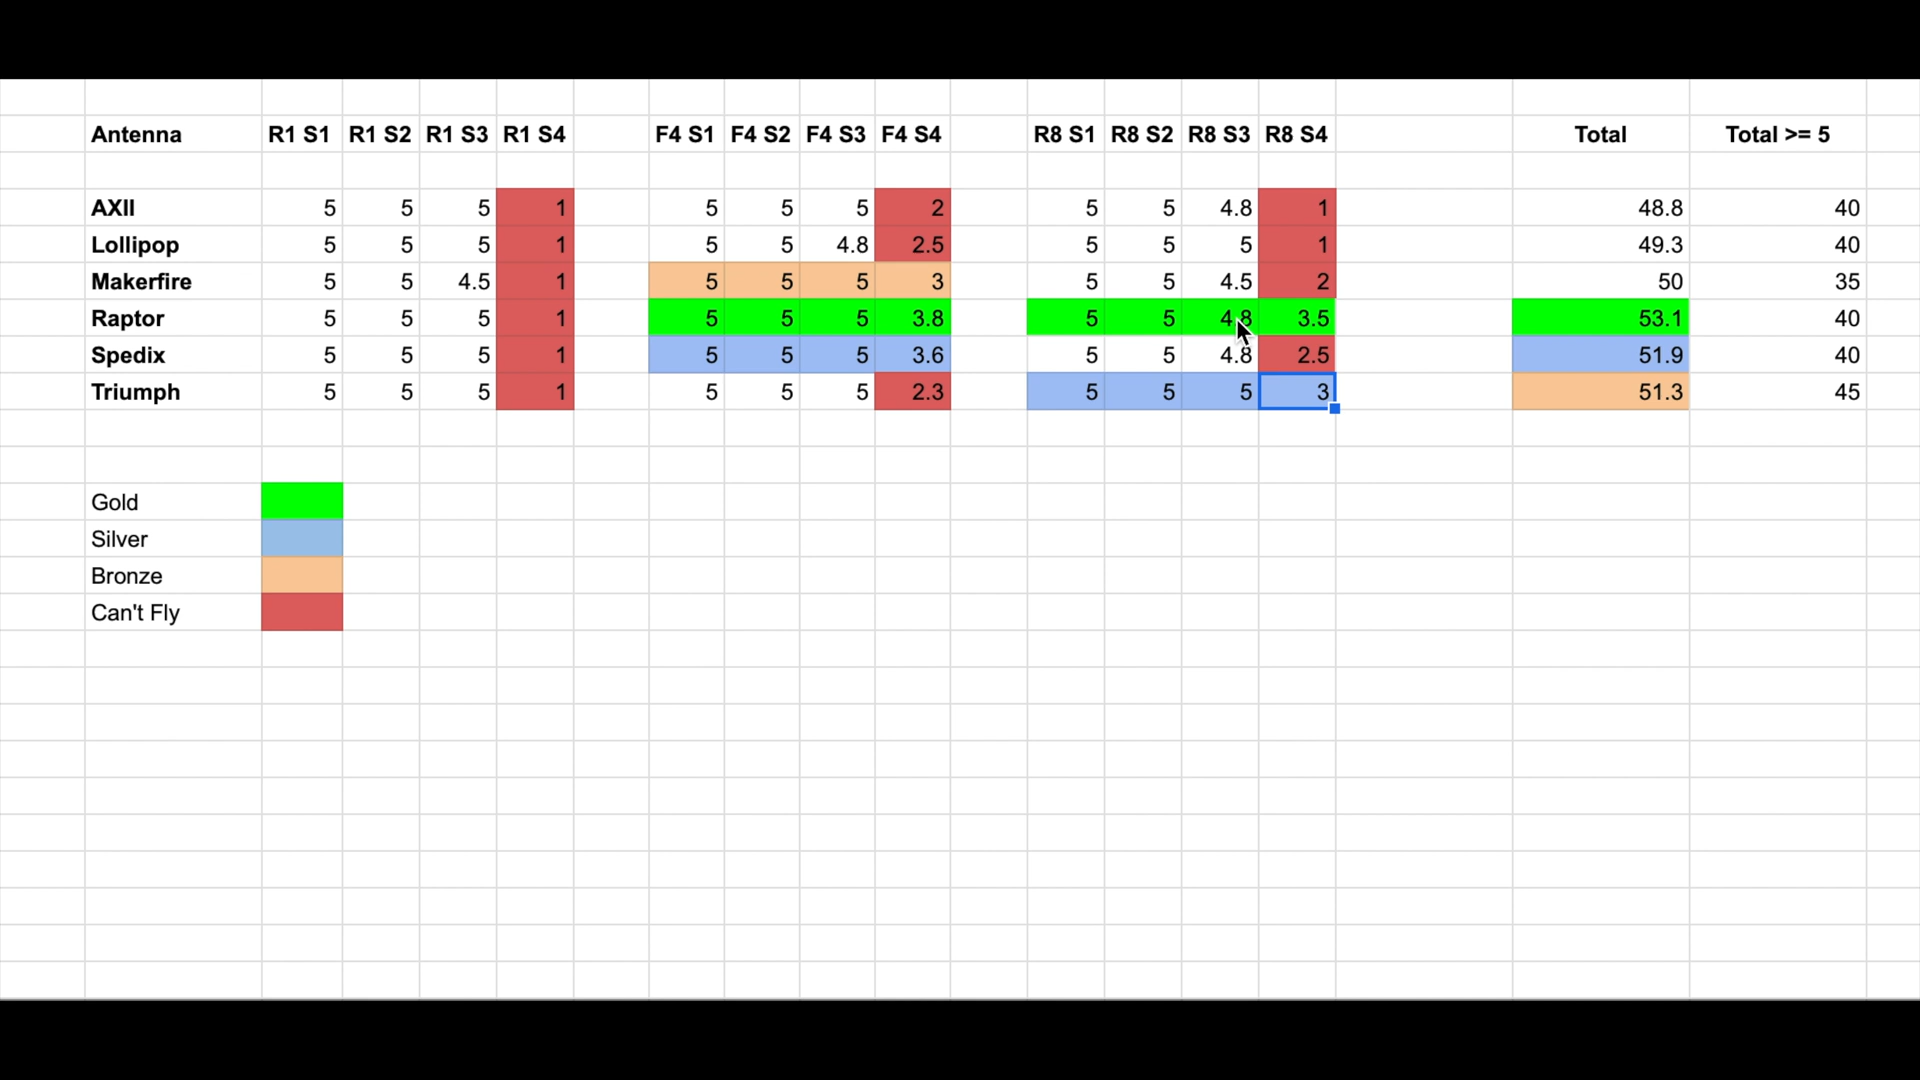 Antenna R1 S1 R1 S2 R1 S3 R1 S4 F4 S1 F4 S2 F4 S3 F4 S4 R8 S1 R8 S2 R8 S3 R8 S4 Total Total >= 5
AXII 5 5 5 1 5 5 5 2 5 5 4.8 1 48.8 40
Lollipop 5 5 5 1 5 5 4.8 2.5 5 5 5 1 49.3 40
Makerfire 5 5 4.5 1 5 5 5 3 5 5 4.5 2 50 35
Raptor 5 5 5 1 5 5 5 3.8 5 5 4.8 3.5 53.1 40
Spedix 5 5 5 1 5 5 5 3.6 5 5 4.8 2.5 51.9 40
Triumph 5 5 5 1 5 5 5 2.3 5 5 5 3 51.3 45
Gold
Silver
Bronze
Can't Fly